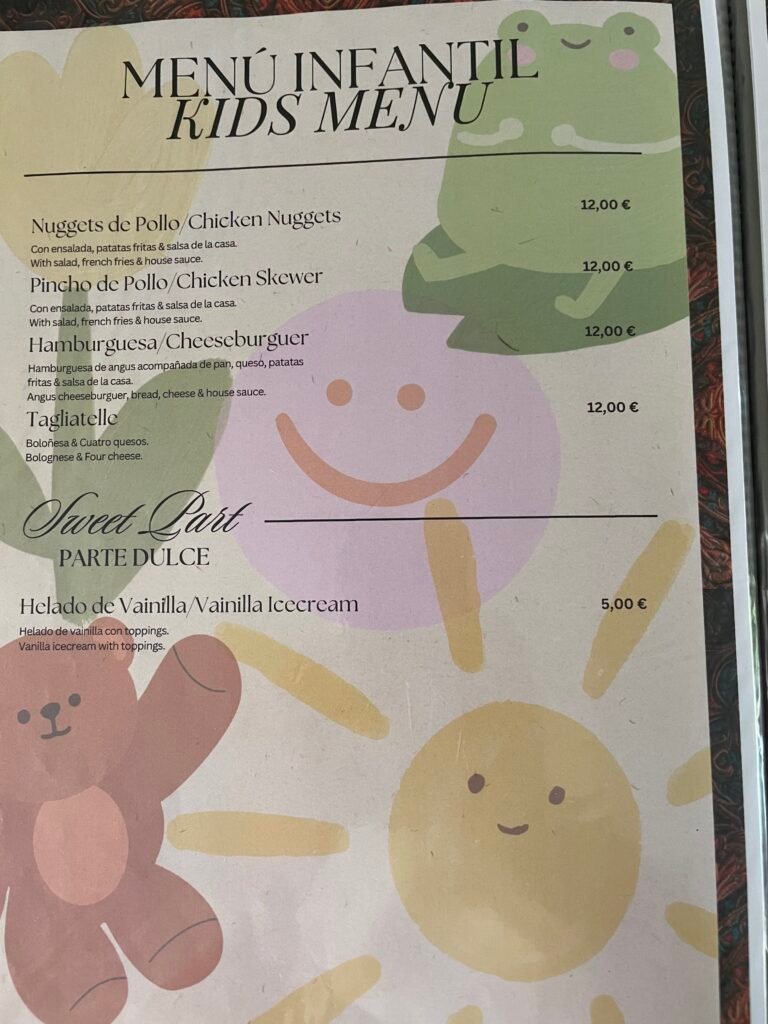 MENÚ INFANTIL
KIDS MENU
Nuggets de Pollo/Chicken Nuggets 12,00 €
Con ensalada, patatas fritas & salsa de la casa.
With salad, french fries & house sauce.
Pincho de Pollo/Chicken Skewer 12,00 €
Con ensalada, patatas fritas & salsa de la casa.
With salad, french fries & house sauce.
Hamburguesa/Cheeseburguer 12,00 €
Hamburguesa de angus acompañada de pan, queso, patatas
fritas & salsa de la casa.
Angus cheeseburguer, bread, cheese & house sauce.
Tagliatelle 12,00 €
Boloñesa & Cuatro quesos.
Bolognese & Four cheese.
Sweet Part
PARTE DULCE
Helado de Vainilla/Vainilla Icecream 5,00 €
Helado de vainilla con toppings.
Vanilla icecream with toppings.